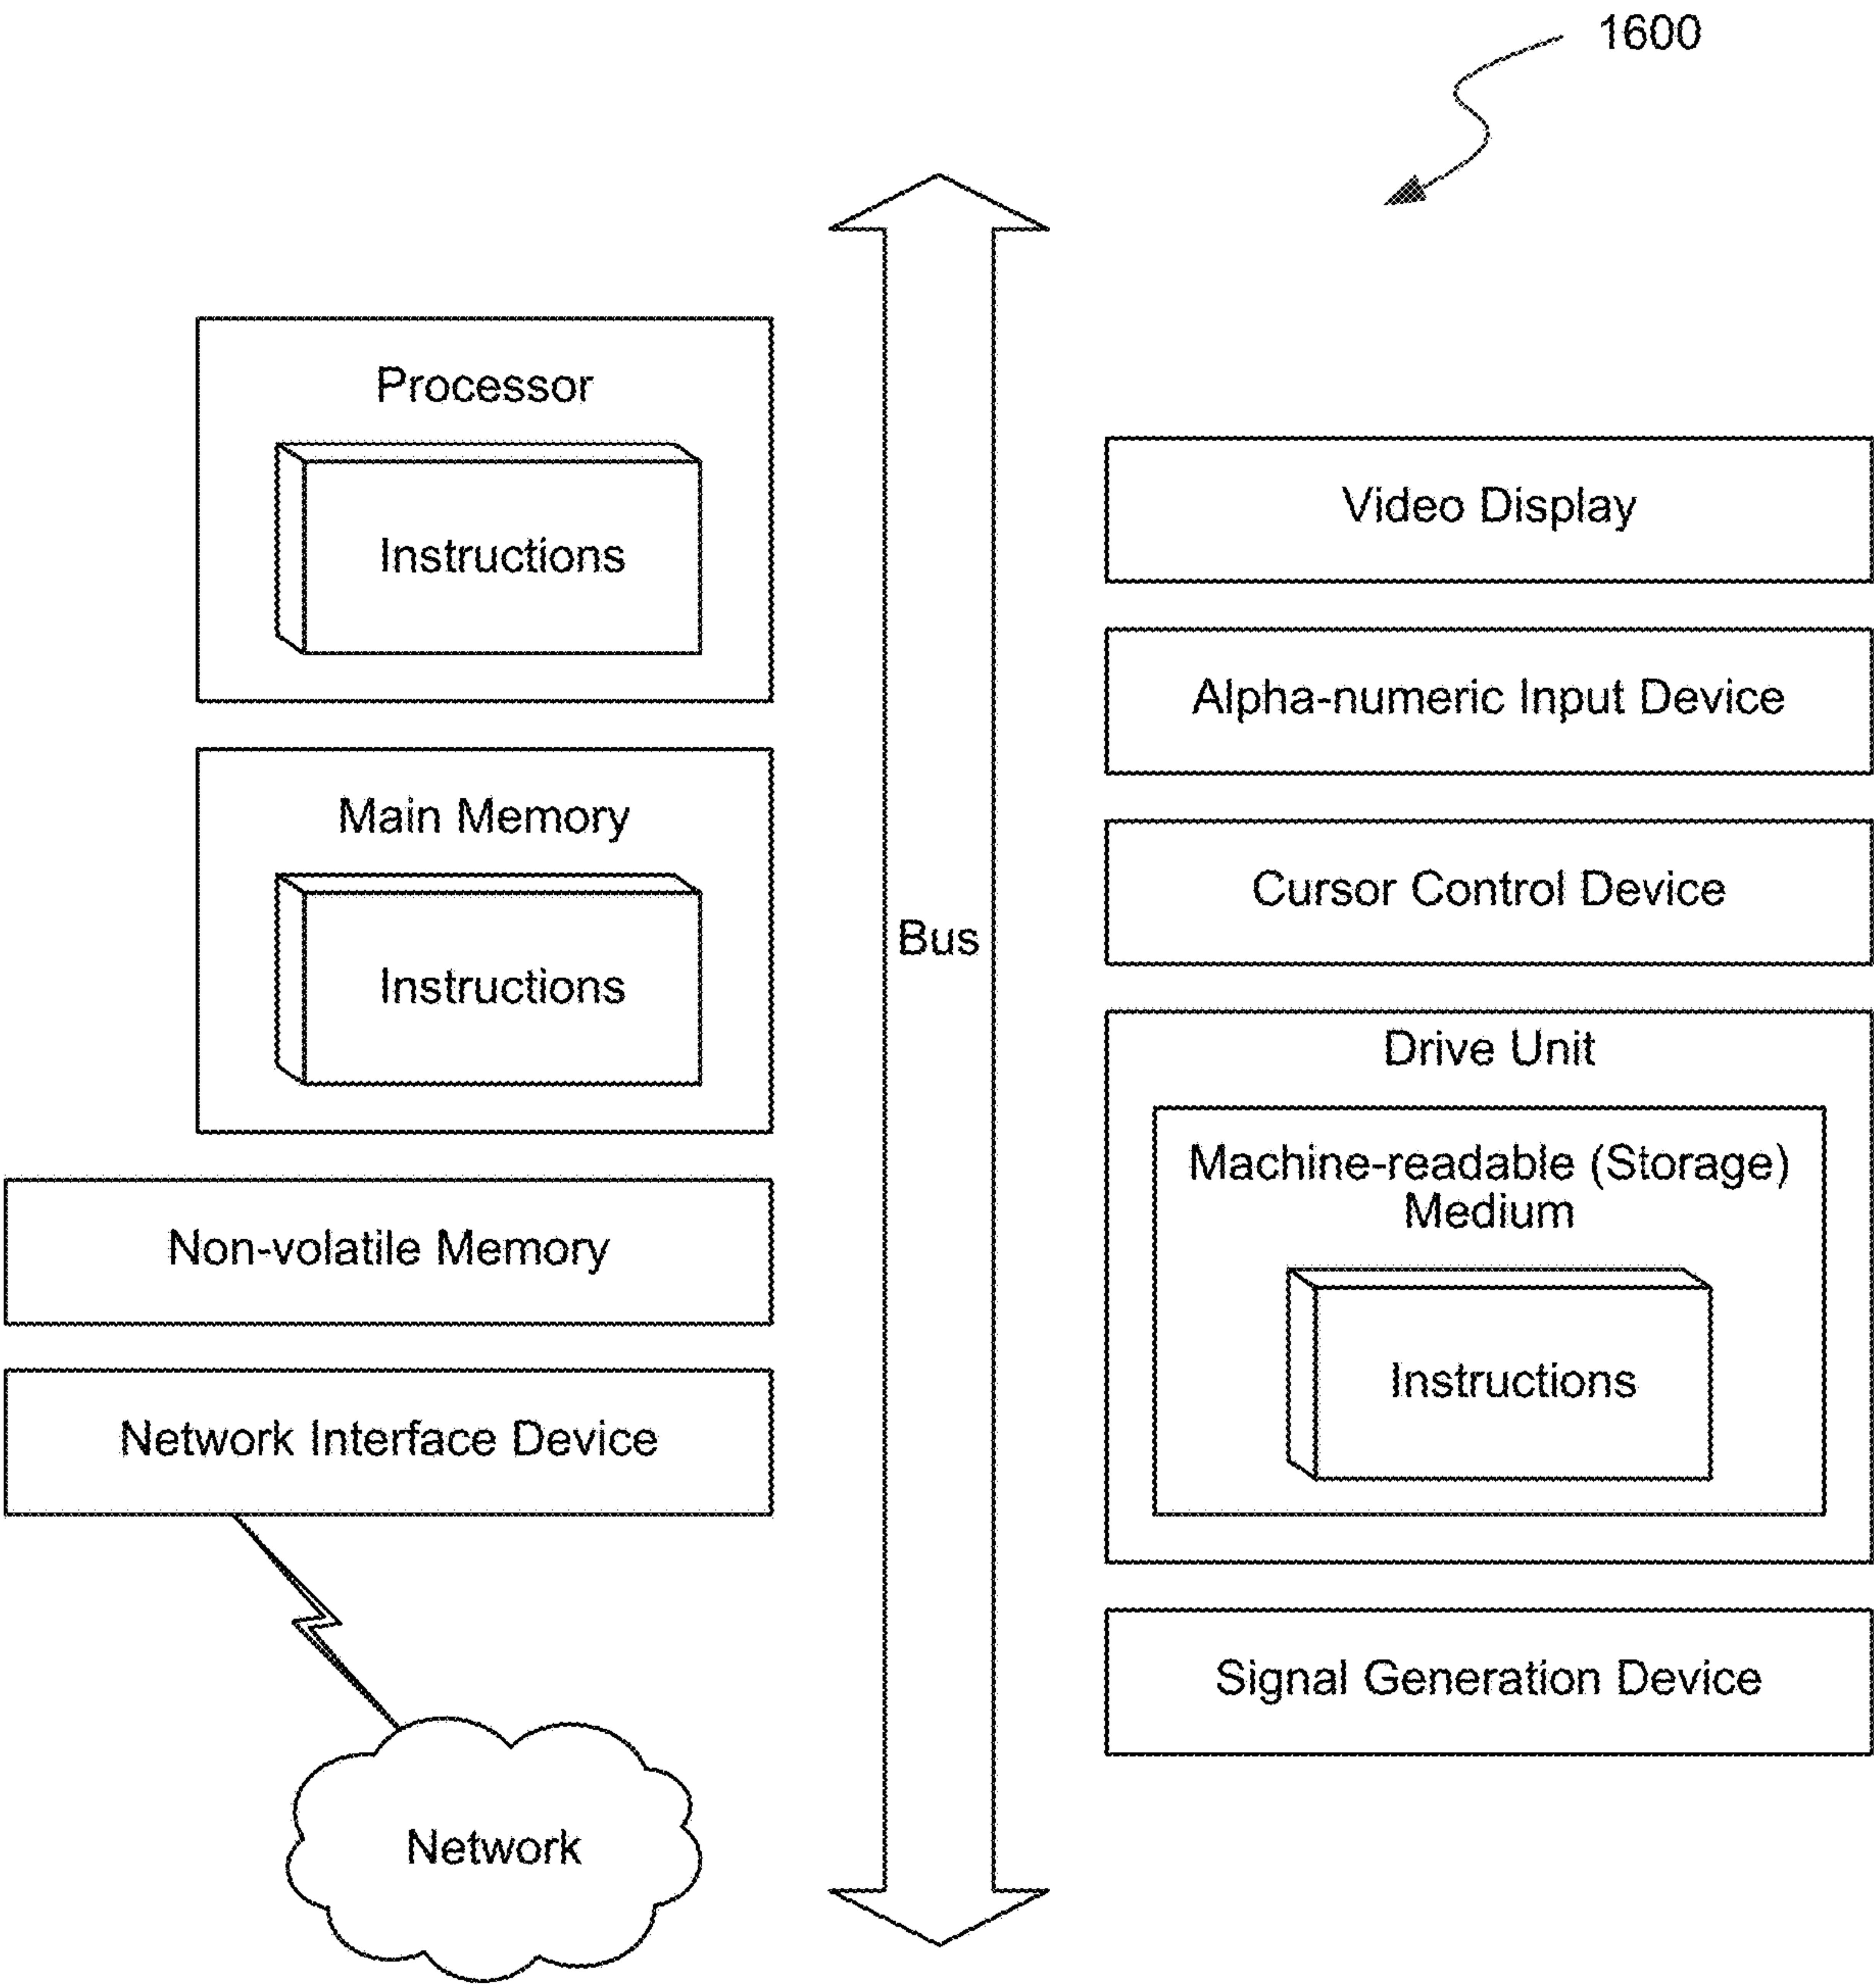 1600
Processor
Instructions
Main Memory
Instructions
Non-volatile Memory
Network Interface Device
Network
Bus
Video Display
Alpha-numeric Input Device
Cursor Control Device
Drive Unit
Machine-readable (Storage)
Medium
Instructions
Signal Generation Device